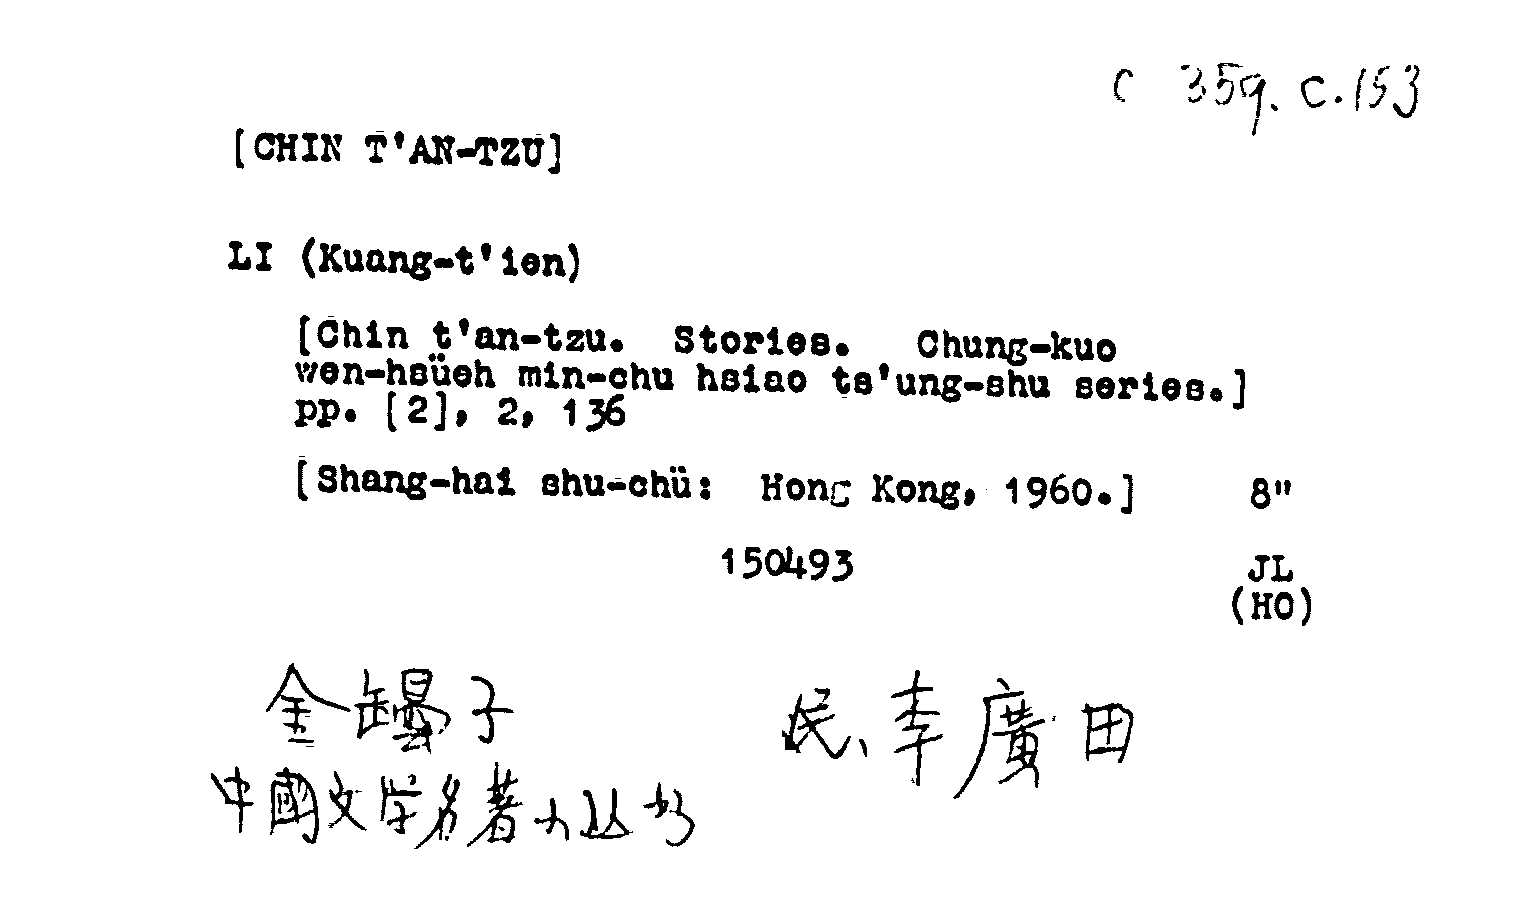 C 359. c. 153
[CHIN T'AN-TZU]
LI (Kuang-t'ien)
[Chin t'an-tzu. Stories. Chung-kuo
wen-hsüeh min-chu hsiao ts'ung-shu series.]
pp. [2], 2, 136
[Shang-hai shu-chü: Hong Kong, 1960.] 8"
150493 JL
(HO)
金罎子 民、李廣田
中國文学名著小丛书